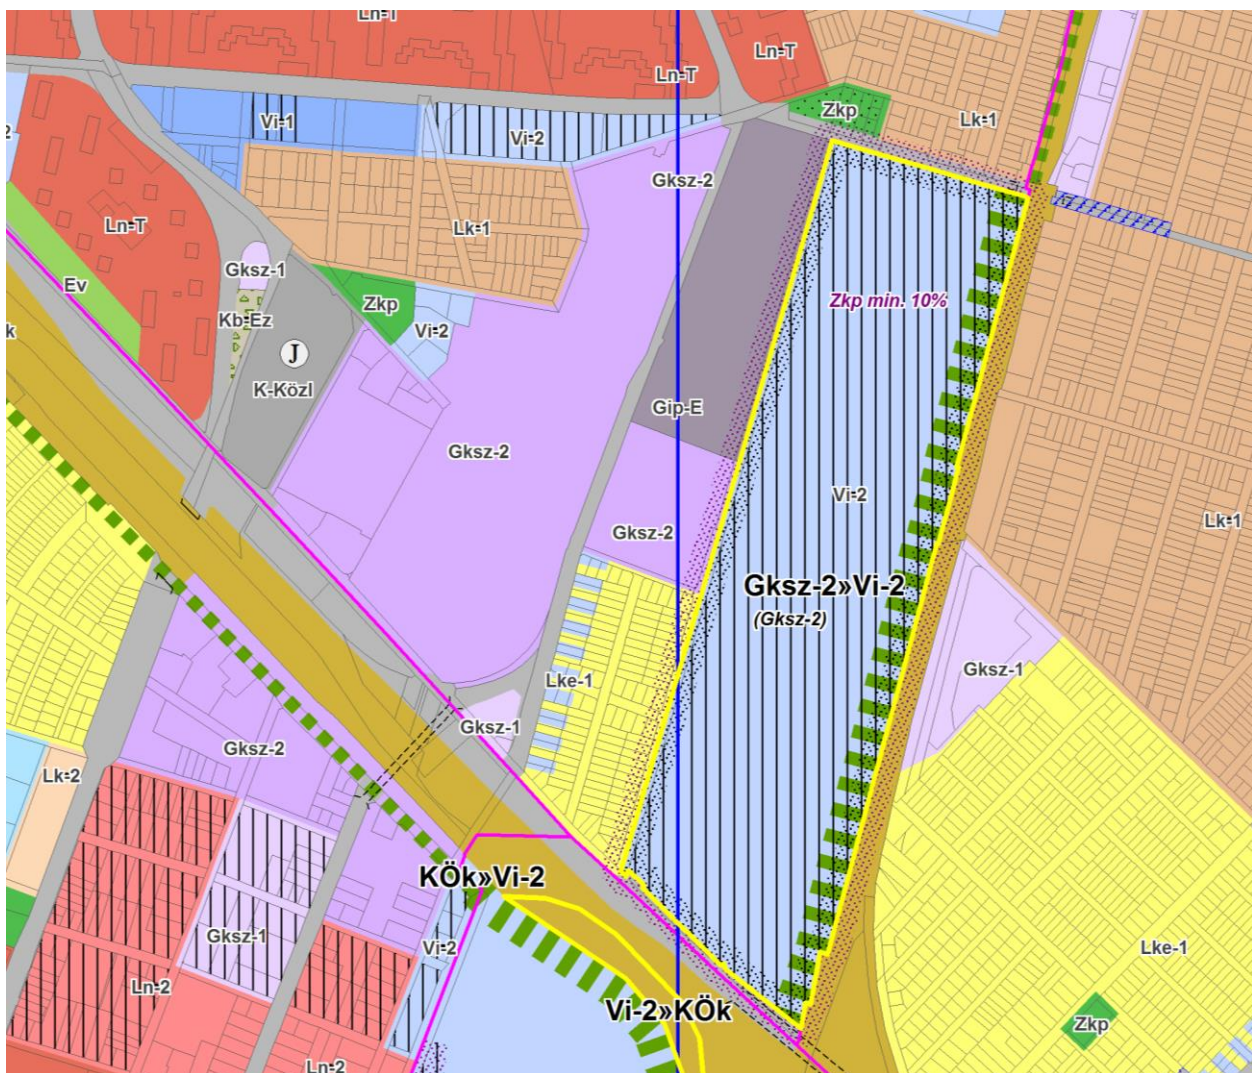 Ln-T
Ln-T
Ln-T
Zkp
Lk-1
Vi-1
Vi-2
2
Gksz-2
Ln-T
Lk-1
Gksz-1
Ev
Zkp
Zkp min. 10%
Kb-Ez
Vi-2
k
J
K-Közl
Gip-E
Gksz-2
Vi-2
Lk-1
Gksz-2
Gksz-2»Vi-2
(Gksz-2)
Gksz-1
Lke-1
Gksz-1
Gksz-2
Lk-2
KÖk»Vi-2
Gksz-1
Vi-2
Lke-1
Ln-2
Vi-2»KÖk
Zkp
Ln-2